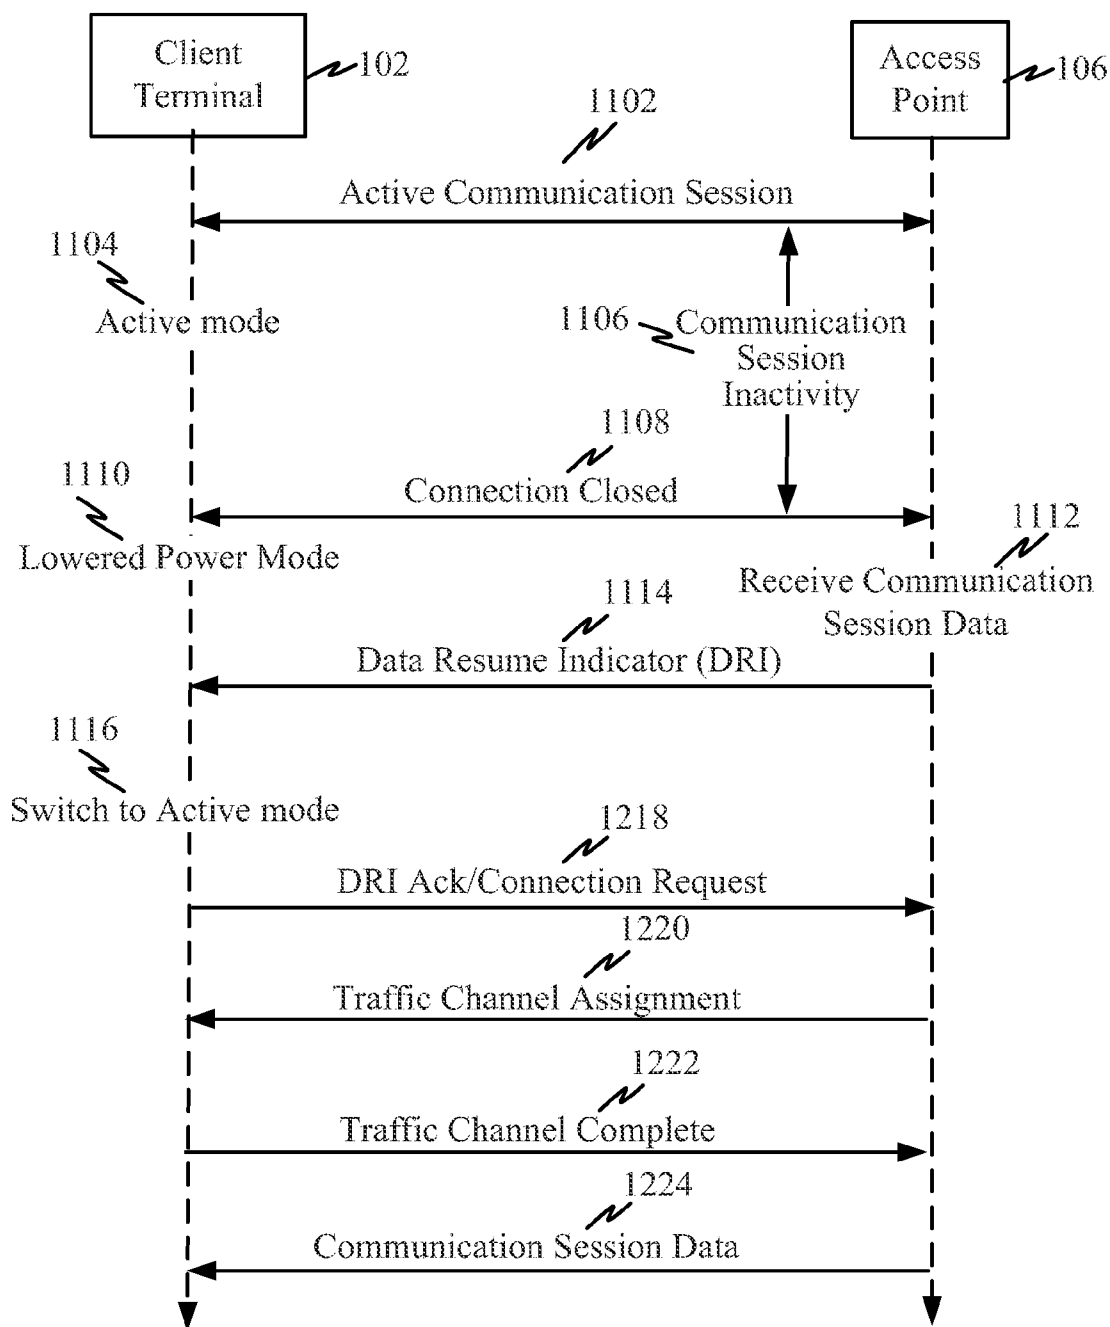 Client
Terminal
102
Access
Point
106
1102
Active Communication Session
1104
Active mode
1106
Communication
Session
Inactivity
1108
Connection Closed
1110
Lowered Power Mode
1112
Receive Communication
Session Data
1114
Data Resume Indicator (DRI)
1116
Switch to Active mode
1218
DRI Ack/Connection Request
1220
Traffic Channel Assignment
1222
Traffic Channel Complete
1224
Communication Session Data